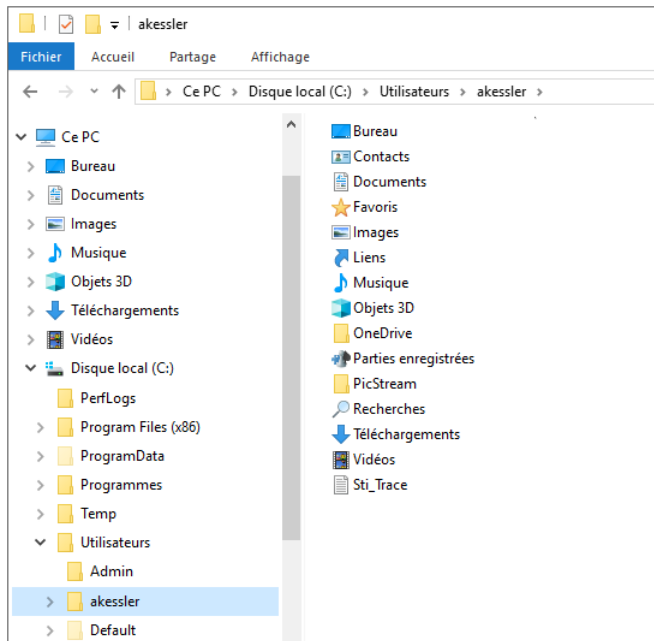 akessler
Fichier Accueil Partage Affichage
Ce PC > Disque local (C:) > Utilisateurs > akessler >
Ce PC
Bureau
Documents
Images
Musique
Objets 3D
Téléchargements
Vidéos
Disque local (C:)
PerfLogs
Program Files (x86)
ProgramData
Programmes
Temp
Utilisateurs
Admin
akessler
Default
Bureau
Contacts
Documents
Favoris
Images
Liens
Musique
Objets 3D
OneDrive
Parties enregistrées
PicStream
Recherches
Téléchargements
Vidéos
Sti_Trace